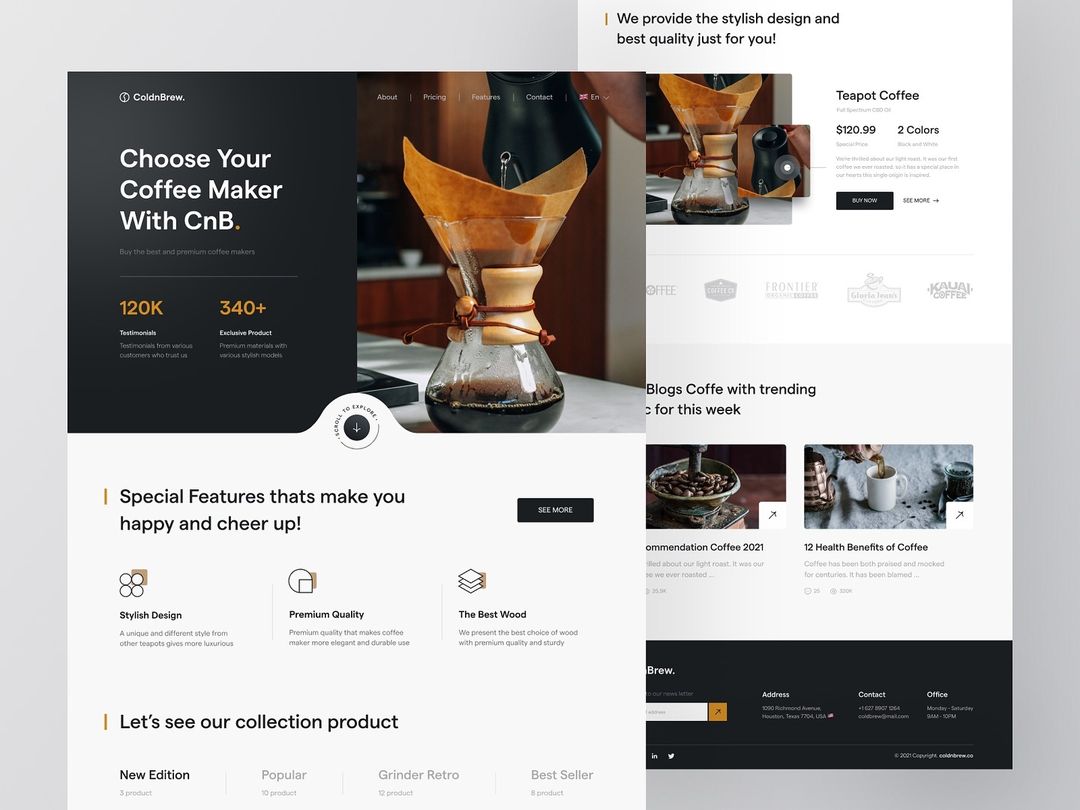 ColdnBrew.
About
Pricing
Features
Contact
En
Choose Your
Coffee Maker
With CnB.
Buy the best and premium coffee makers
120K
340+
Testimonials
Exclusive Product
Testimonials from various
customers who trust us
Premium materials with
various stylish models
SCROLL TO EXPLORE
Special Features thats make you
happy and cheer up!
SEE MORE
Stylish Design
A unique and different style from
other teapots gives more luxurious
Premium Quality
Premium quality that makes coffee
maker more elegant and durable use
The Best Wood
We present the best choice of wood
with premium quality and sturdy
Let's see our collection product
New Edition
3 product
Popular
10 product
Grinder Retro
12 product
Best Seller
8 product
We provide the stylish design and
best quality just for you!
Teapot Coffee
Full Spectrum CBD Oil
$120.99
2 Colors
Special Price
Black and White
We're thrilled about our light roast. It was our first
coffee we ever roasted, so it has a special place in
our hearts this single origin is inspired.
BUY NOW
SEE MORE
OFFEE
COFFEE CO
FRONTIER
ORGANIC COFFEE
Gloria Jean's
KAUAI
COFFEE
Blogs Coffe with trending
c for this week
ommendation Coffee 2021
rilled about our light roast. It was our
ee we ever roasted ...
35,9K
12 Health Benefits of Coffee
Coffee has been both praised and mocked
for centuries. It has been blamed ...
25
320K
nBrew.
to our news letter
address
Address
1090 Richmond Avenue,
Houston, Texas 7704, USA
Contact
+1 627 8907 1264
coldbrew@mail.com
Office
Monday - Saturday
9AM - 10PM
in
© 2021 Copyright. coldnbrew.co